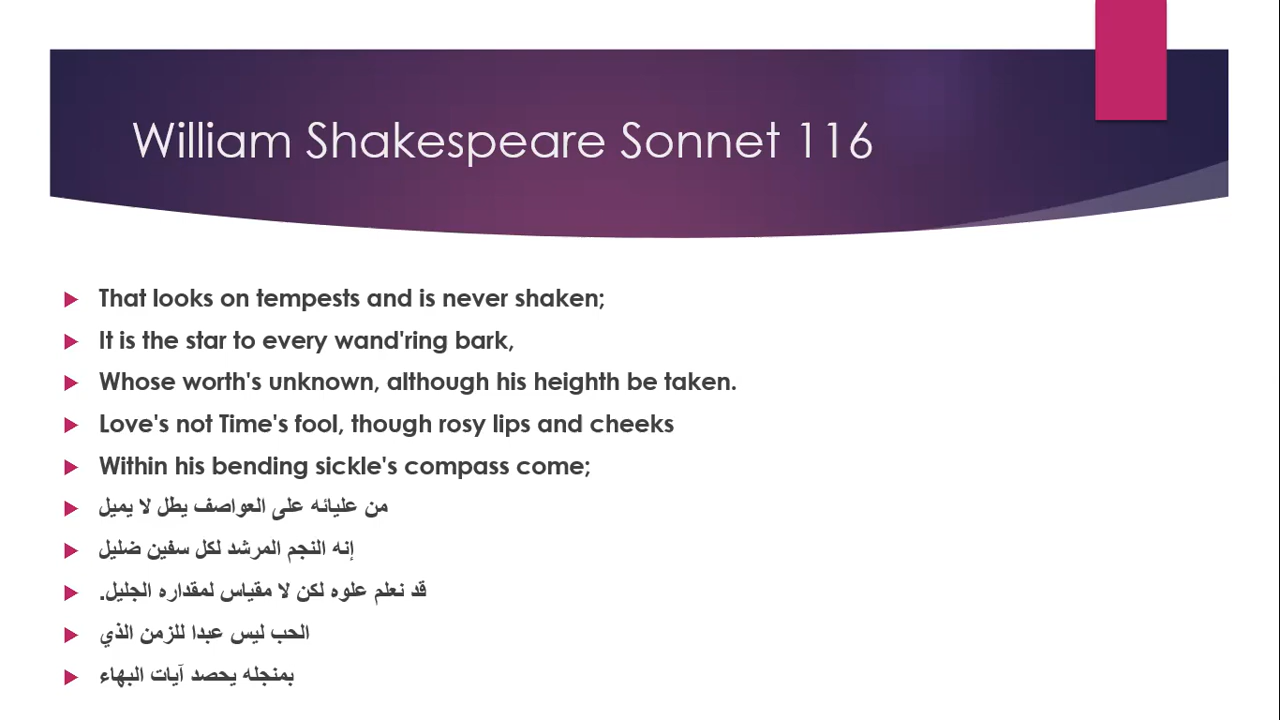 William Shakespeare Sonnet 116
That looks on tempests and is never shaken;
It is the star to every wand'ring bark,
Whose worth's unknown, although his heighth be taken.
Love's not Time's fool, though rosy lips and cheeks
Within his bending sickle's compass come;
من عليائه على العواصف يطل لا يميل
إنه النجم المرشد لكل سفين ضليل
قد نعلم علوه لكن لا مقياس لمقداره الجليل.
الحب ليس عبدا للزمن الذي
بمنجله يحصد آيات البهاء